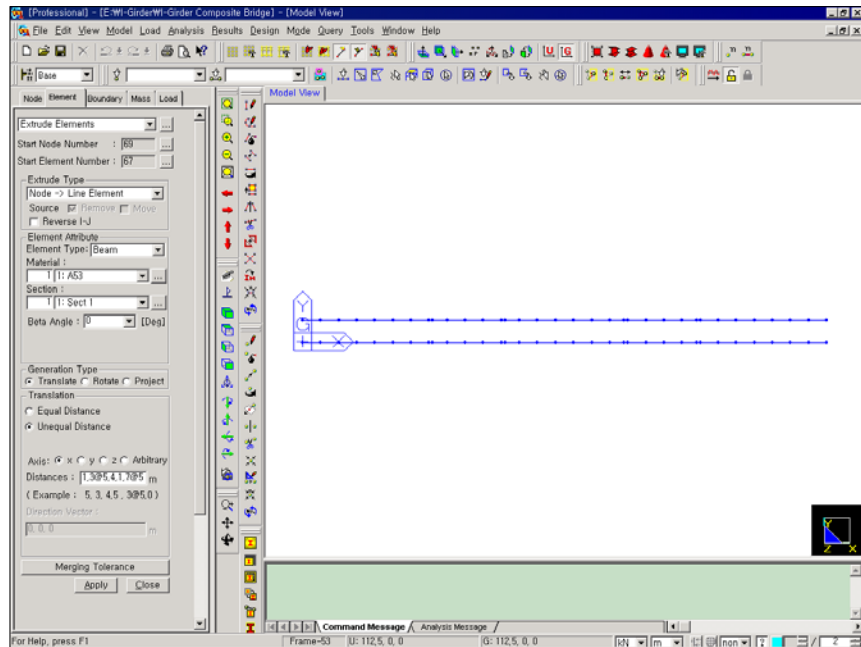 [Professional] - [E:\WI-Girder\WI-Girder Composite Bridge] - [Model View]
File Edit View Model Load Analysis Results Design Mode Query Tools Window Help
Base
Node Element Boundary Mass Load
Model View
Extrude Elements
Start Node Number : 69
Start Element Number : 67
Extrude Type
Node -> Line Element
Source Remove Move
Reverse I-J
Element Attribute
Element Type: Beam
Material :
1 1: A53
Section :
1 1: Sect 1
Beta Angle : 0 [Deg]
Generation Type
Translate Rotate Project
Translation
Equal Distance
Unequal Distance
Axis: x y z Arbitrary
Distances : 1,3@5,4,1,7@5 m
( Example : 5, 3, 4,5 , 3@5,0 )
Direction Vector :
0, 0, 0 m
Merging Tolerance
Apply Close
Y
G
X
Y
Z X
Command Message Analysis Message
For Help, press F1
Frame-53
U: 112,5, 0, 0
G: 112,5, 0, 0
kN m non ? 2